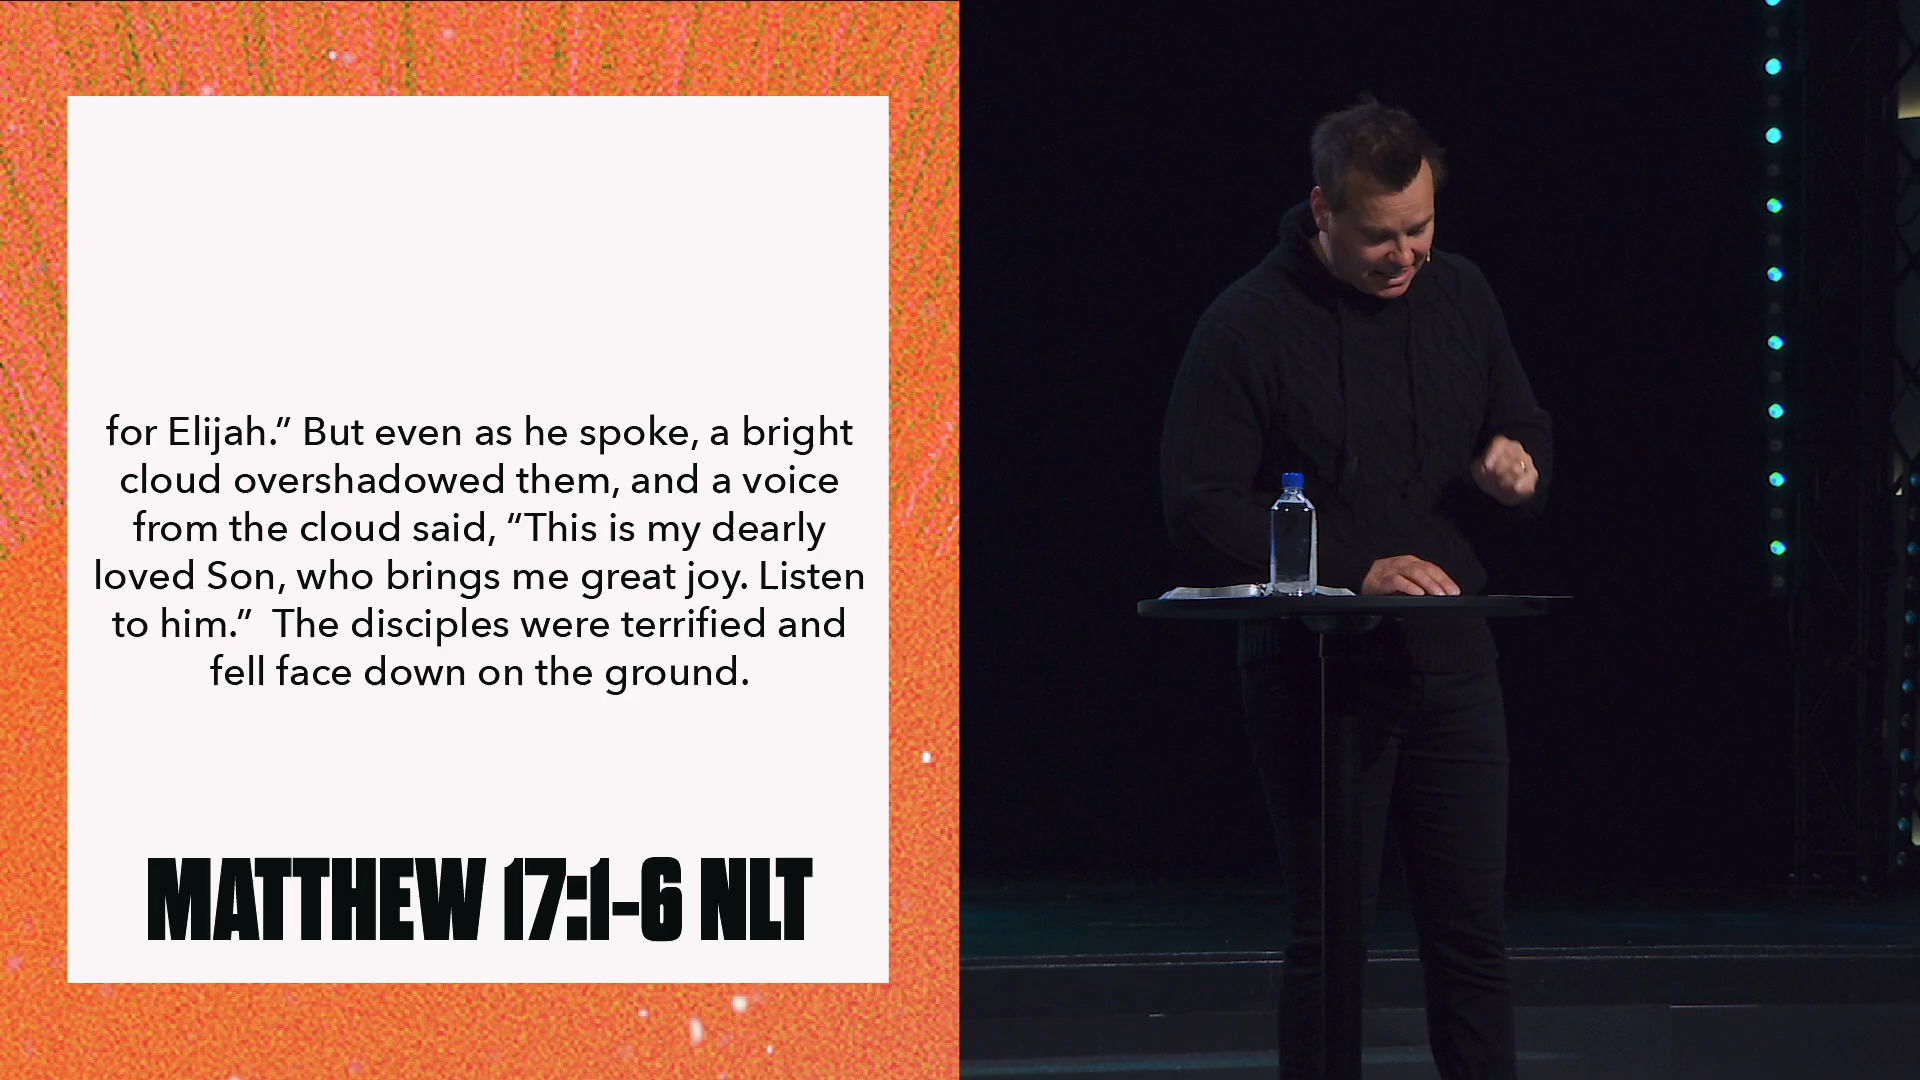 for Elijah.” But even as he spoke, a bright
cloud overshadowed them, and a voice
from the cloud said, “This is my dearly
loved Son, who brings me great joy. Listen
to him.”  The disciples were terrified and
fell face down on the ground.
MATTHEW 17:1-6 NLT